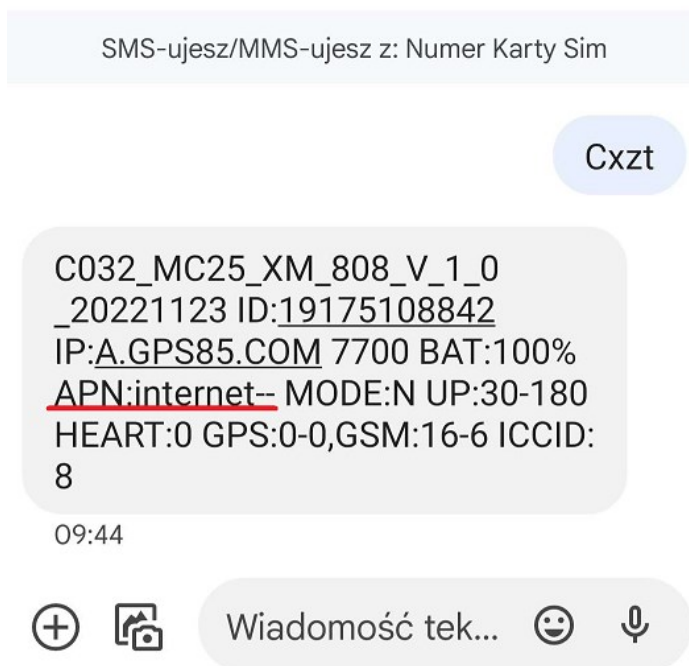 SMS-ujesz/MMS-ujesz z: Numer Karty Sim
Cxzt
C032_MC25_XM_808_V_1_0
_20221123 ID:19175108842
IP:A.GPS85.COM 7700 BAT:100%
APN:internet-- MODE:N UP:30-180
HEART:0 GPS:0-0,GSM:16-6 ICCID:
8
09:44
Wiadomość tek...